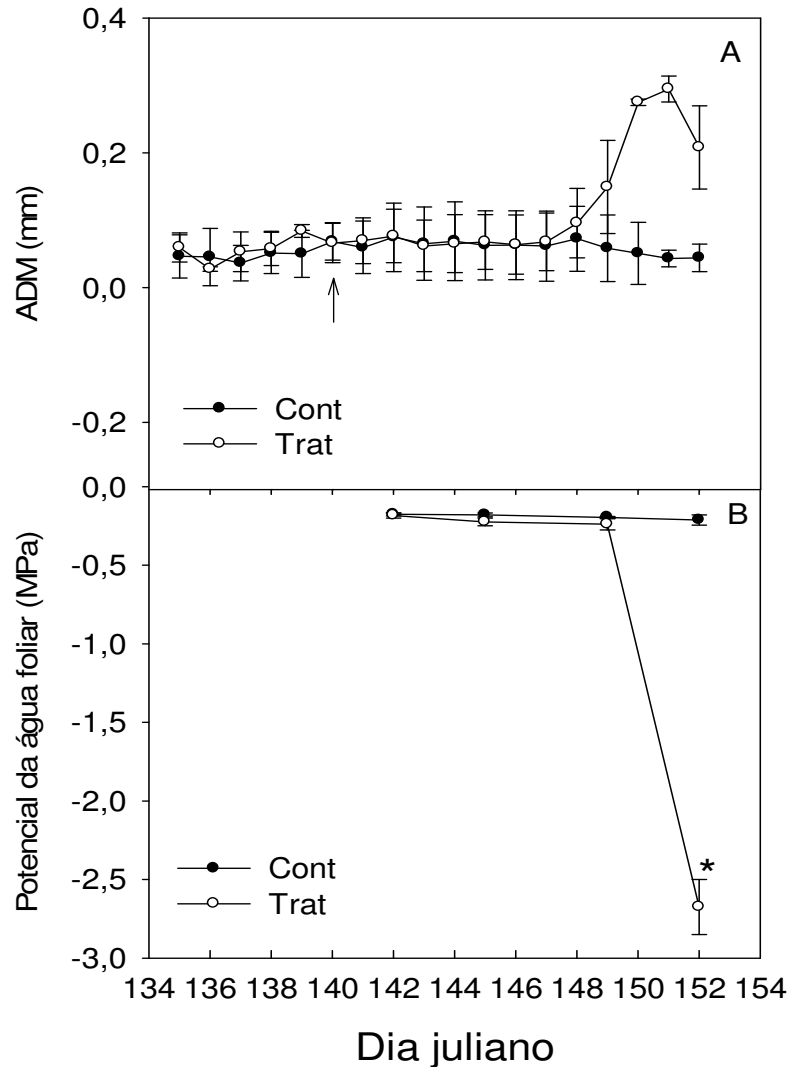 0,4
A
0,2
ADM (mm)
0,0
-0,2
Cont
Trat
0,0
B
-0,5
-1,0
Potencial da água foliar (MPa)
-1,5
-2,0
-2,5
*
Cont
Trat
-3,0
134 136 138 140 142 144 146 148 150 152 154
Dia juliano